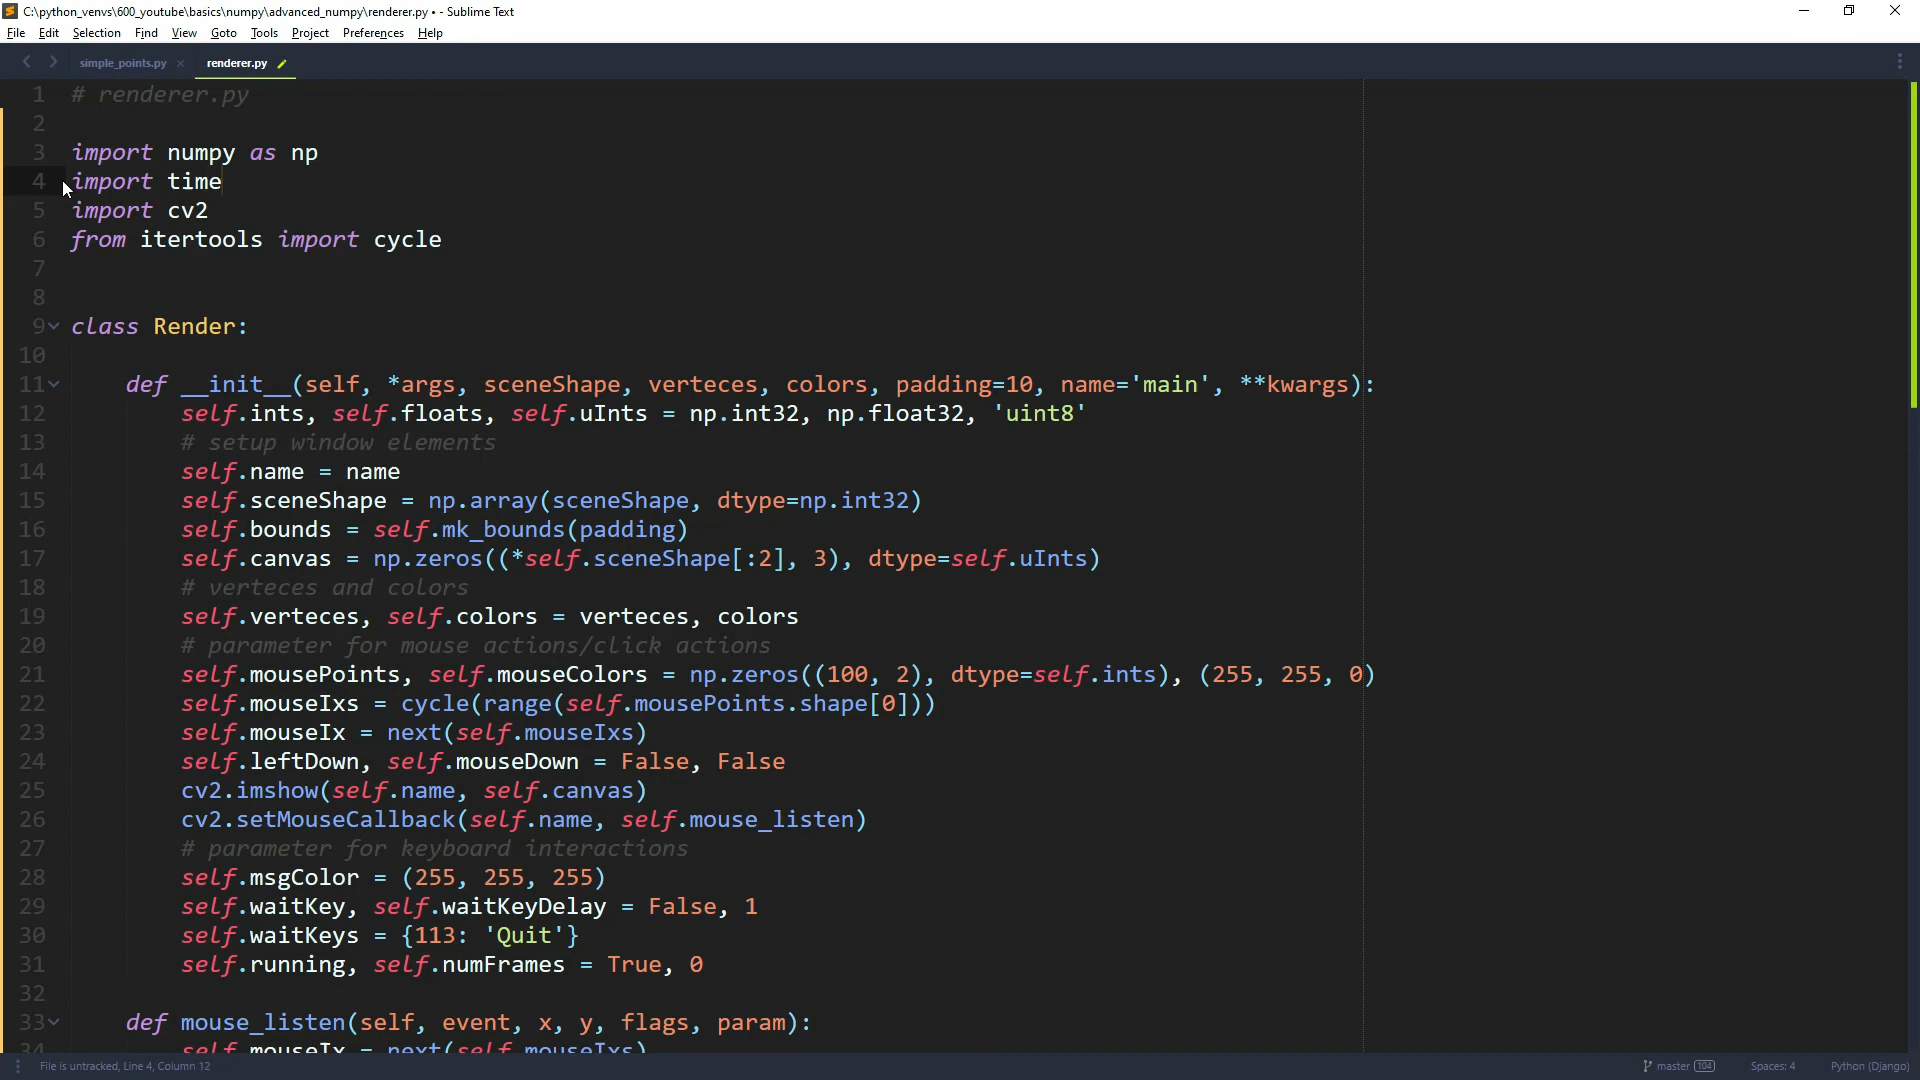 C:\python_venvs\600_youtube\basics\numpy\advanced_numpy\renderer.py • - Sublime Text
File Edit Selection Find View Goto Tools Project Preferences Help
simple_points.py × renderer.py
1 # renderer.py
2
3 import numpy as np
4 import time
5 import cv2
6 from itertools import cycle
7
8
9 class Render:
10
11     def __init__(self, *args, sceneShape, verteces, colors, padding=10, name='main', **kwargs):
12         self.ints, self.floats, self.uInts = np.int32, np.float32, 'uint8'
13         # setup window elements
14         self.name = name
15         self.sceneShape = np.array(sceneShape, dtype=np.int32)
16         self.bounds = self.mk_bounds(padding)
17         self.canvas = np.zeros((*self.sceneShape[:2], 3), dtype=self.uInts)
18         # verteces and colors
19         self.verteces, self.colors = verteces, colors
20         # parameter for mouse actions/click actions
21         self.mousePoints, self.mouseColors = np.zeros((100, 2), dtype=self.ints), (255, 255, 0)
22         self.mouseIxs = cycle(range(self.mousePoints.shape[0]))
23         self.mouseIx = next(self.mouseIxs)
24         self.leftDown, self.mouseDown = False, False
25         cv2.imshow(self.name, self.canvas)
26         cv2.setMouseCallback(self.name, self.mouse_listen)
27         # parameter for keyboard interactions
28         self.msgColor = (255, 255, 255)
29         self.waitKey, self.waitKeyDelay = False, 1
30         self.waitKeys = {113: 'Quit'}
31         self.running, self.numFrames = True, 0
32
33     def mouse_listen(self, event, x, y, flags, param):
34         self.mouseIx = next(self.mouseIxs)
File is untracked, Line 4, Column 12 master 104 Spaces: 4 Python (Django)